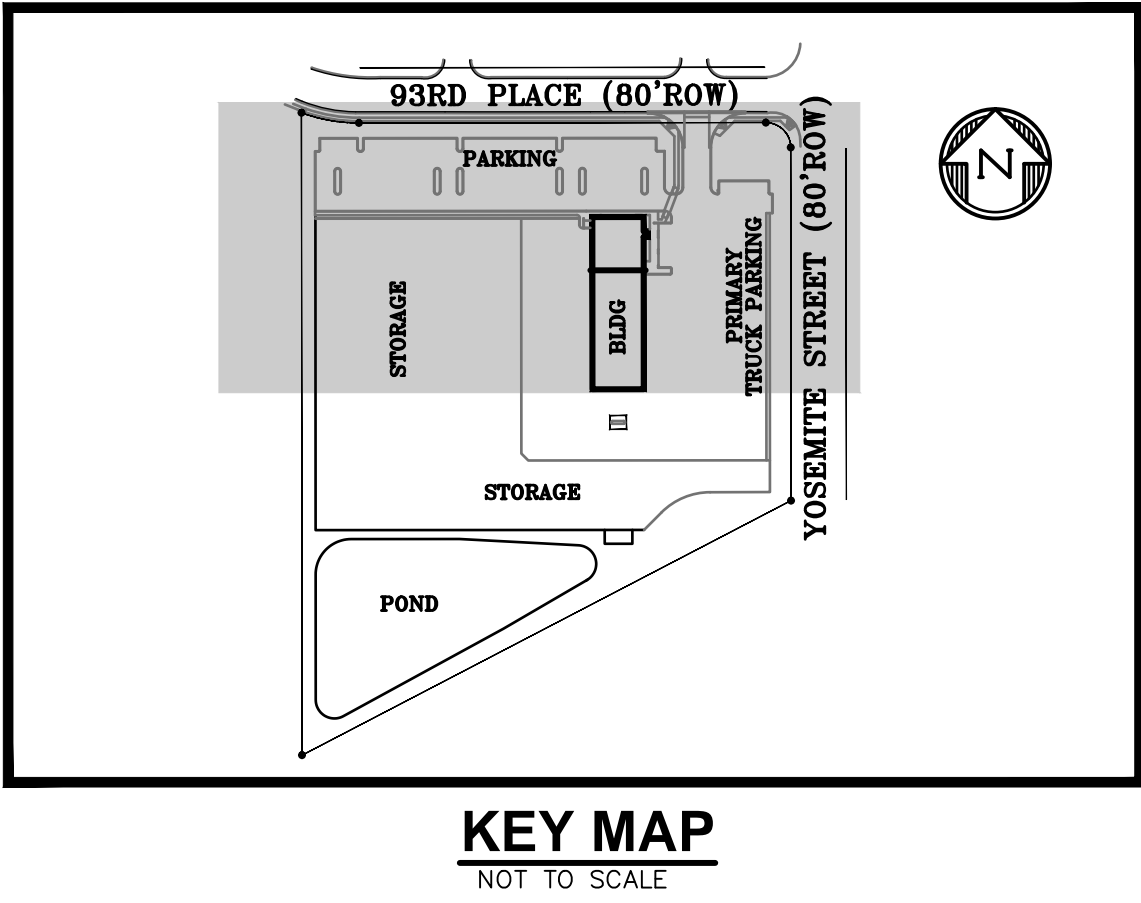 93RD PLACE (80'ROW)
PARKING
N
YOSEMITE STREET (80'ROW)
PRIMARY
TRUCK PARKING
STORAGE
BLDG
STORAGE
POND
KEY MAP
NOT TO SCALE